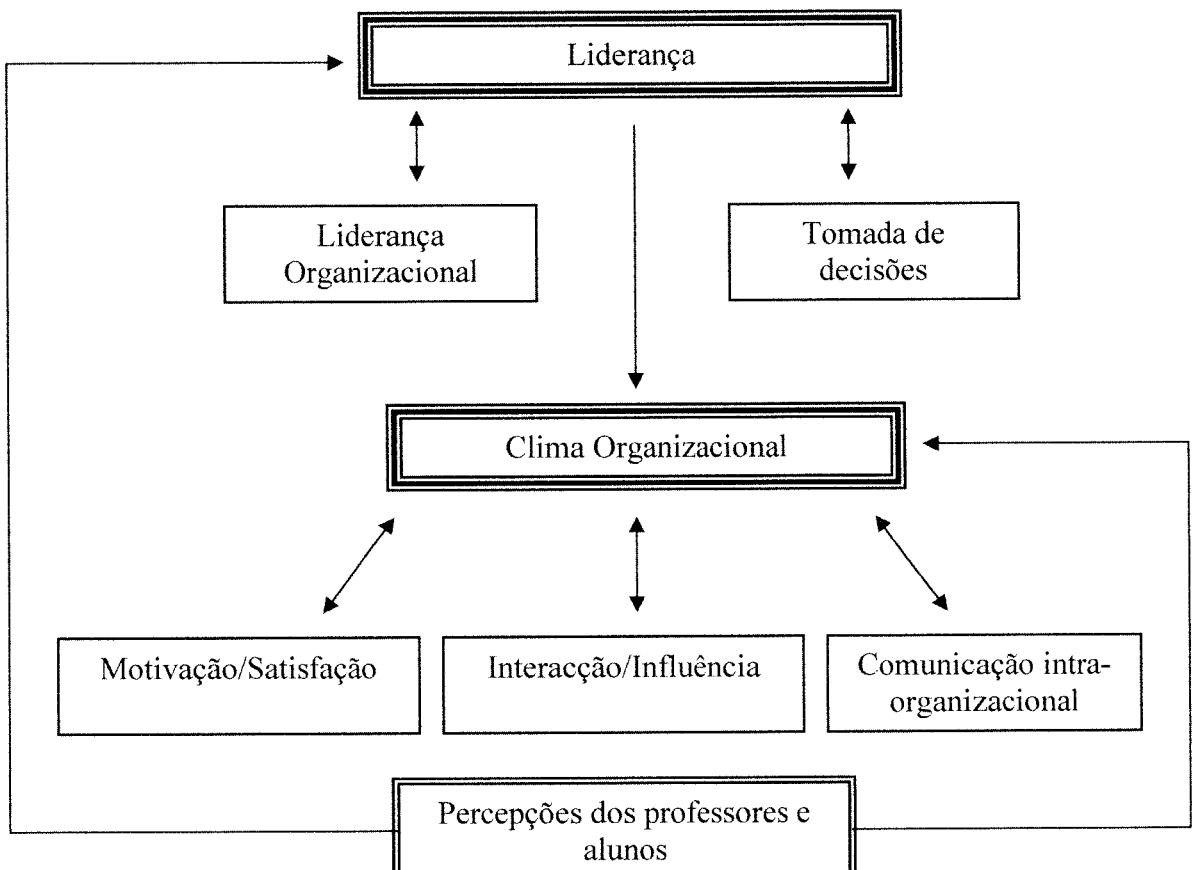 Liderança
Liderança
Organizacional
Tomada de
decisões
Clima Organizacional
Motivação/Satisfação
Interacção/Influência
Comunicação intra-
organizacional
Percepções dos professores e
alunos